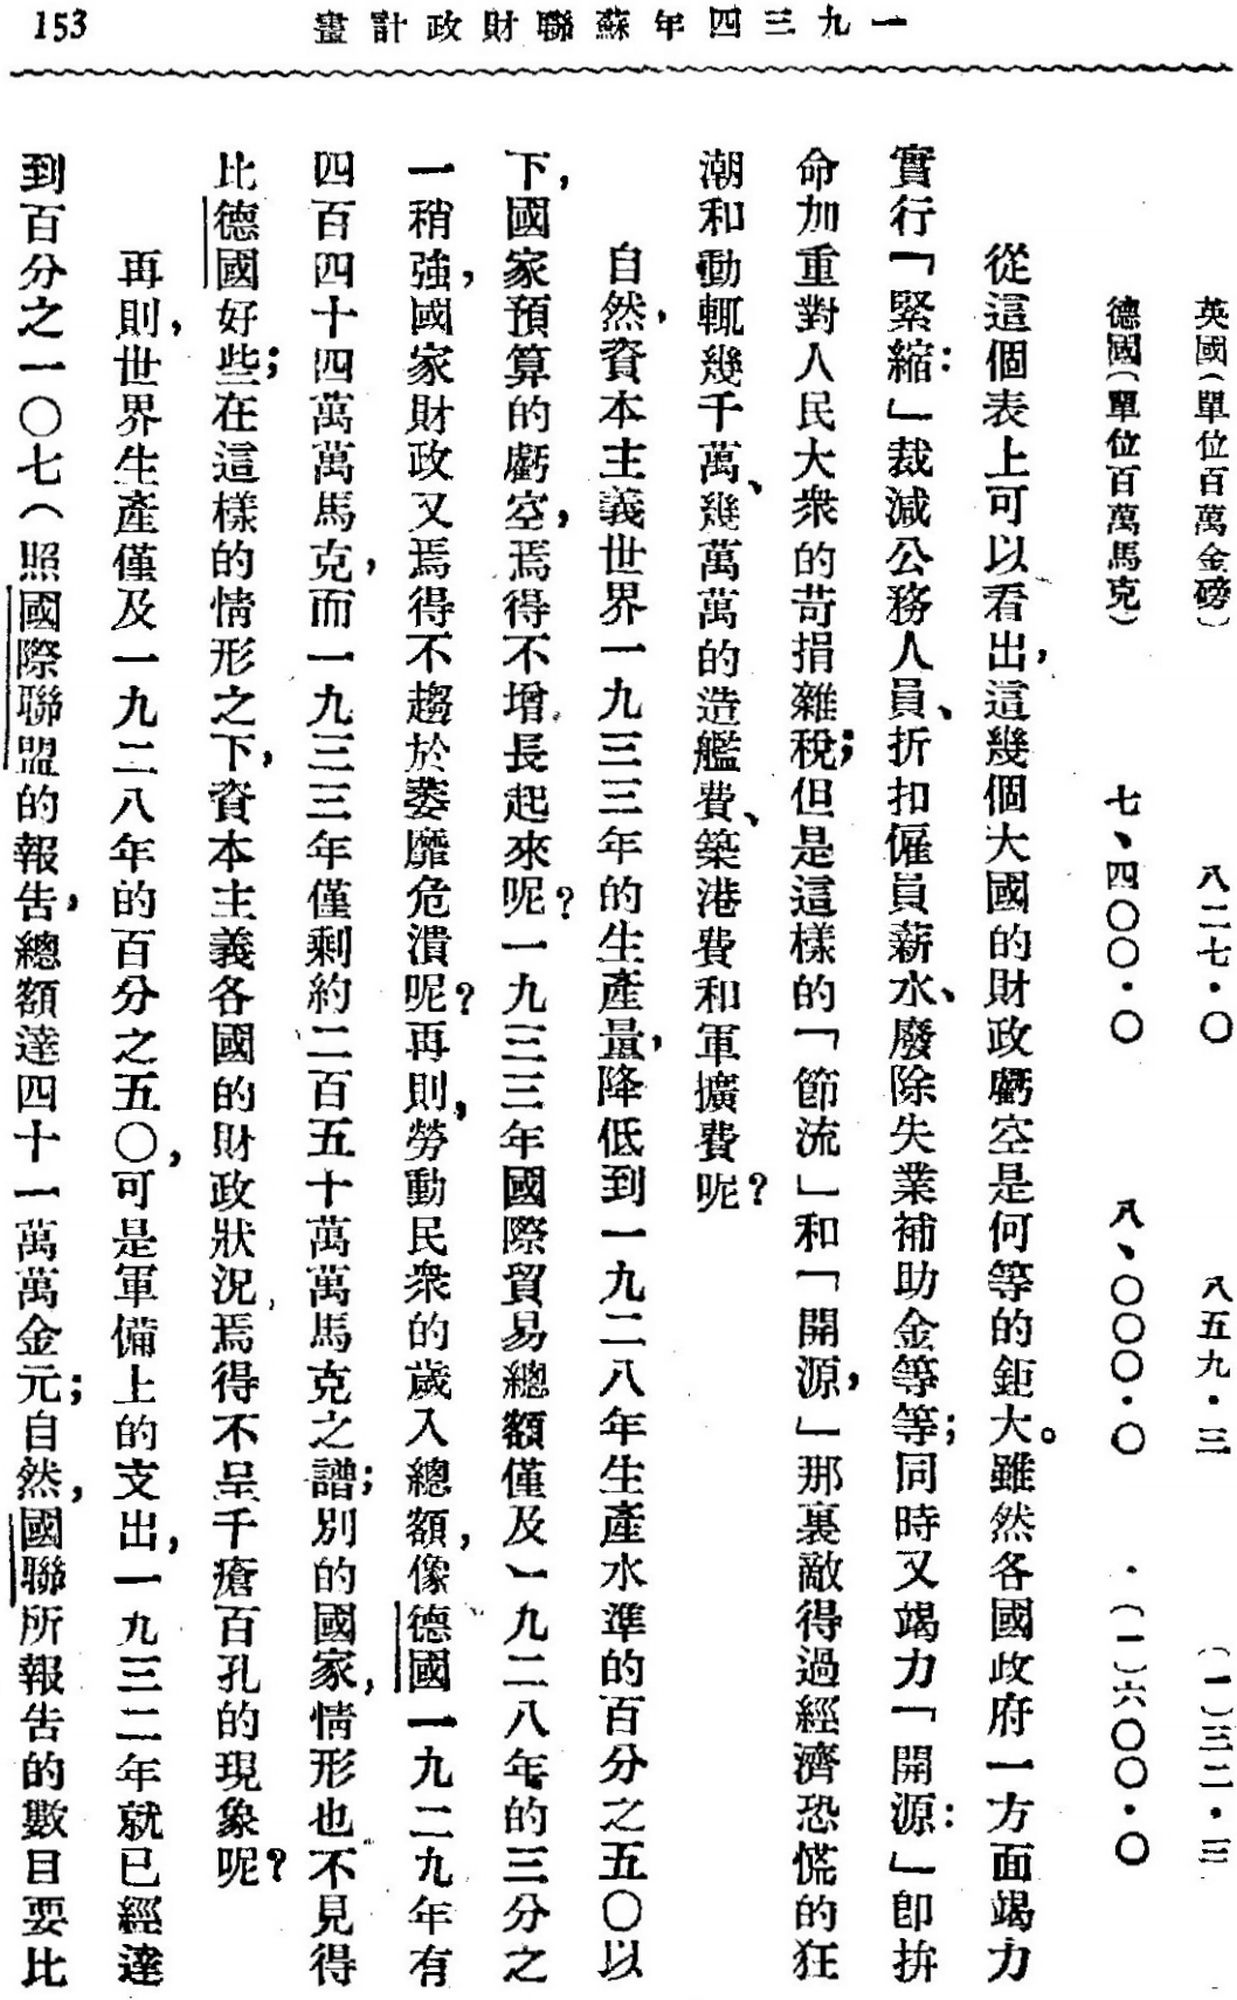 153
一九三四年蘇聯財政計畫
英國(單位百萬金磅) 八二七・〇 八五九・三 (一)三二・三
德國(單位百萬馬克) 七、四〇〇・〇 八、〇〇〇・〇 (一)六〇〇・〇
從這個表上可以看出,這幾個大國的財政虧空是何等的鉅大。雖然各國政府一方面竭力
實行「緊縮:」裁減公務人員、折扣僱員薪水、廢除失業補助金等等;同時又竭力「開源:」卽拚
命加重對人民大衆的苛捐雜稅;但是這樣的「節流」和「開源,」那裏敵得過經濟恐慌的狂
潮和動輒幾千萬、幾萬萬的造艦費、築港費和軍擴費呢?
自然,資本主義世界一九三三年的生產量,降低到一九二八年生產水準的百分之五〇以
下,國家預算的虧空,焉得不增長起來呢?一九三三年國際貿易總額僅及一九二八年的三分之
一稍強,國家財政又焉得不趨於萎靡危潰呢?再則,勞動民衆的歲入總額,像德國一九二九年有
四百四十四萬萬馬克,而一九三三年僅剩約二百五十萬萬馬克之譜;別的國家,情形也不見得
比德國好些;在這樣的情形之下,資本主義各國的財政狀況,焉得不呈千瘡百孔的現象呢?
再則,世界生產僅及一九二八年的百分之五〇,可是軍備上的支出,一九三二年就已經達
到百分之一〇七(照國際聯盟的報告,總額達四十一萬萬金元;自然,國聯所報告的數目要比